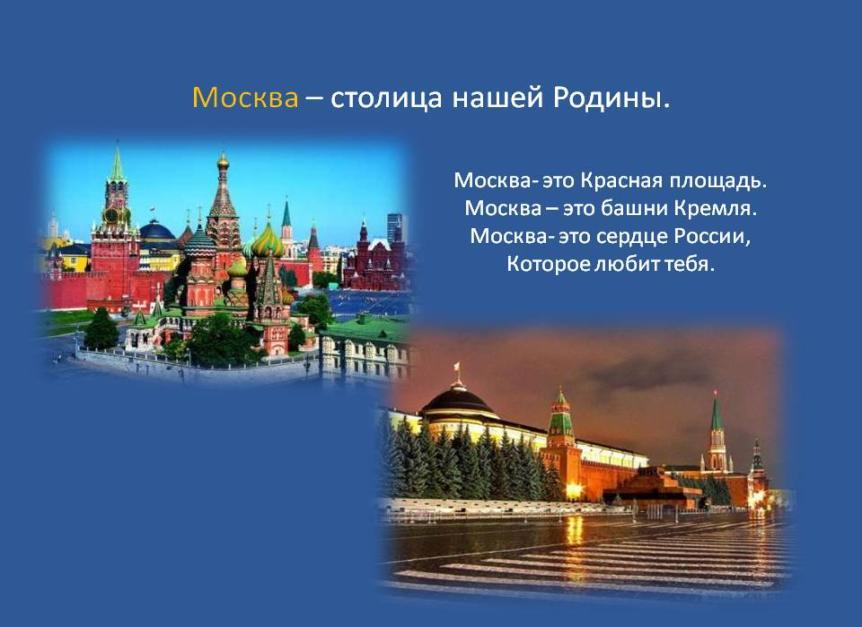 Москва – столица нашей Родины.
Москва- это Красная площадь.
Москва – это башни Кремля.
Москва- это сердце России,
Которое любит тебя.